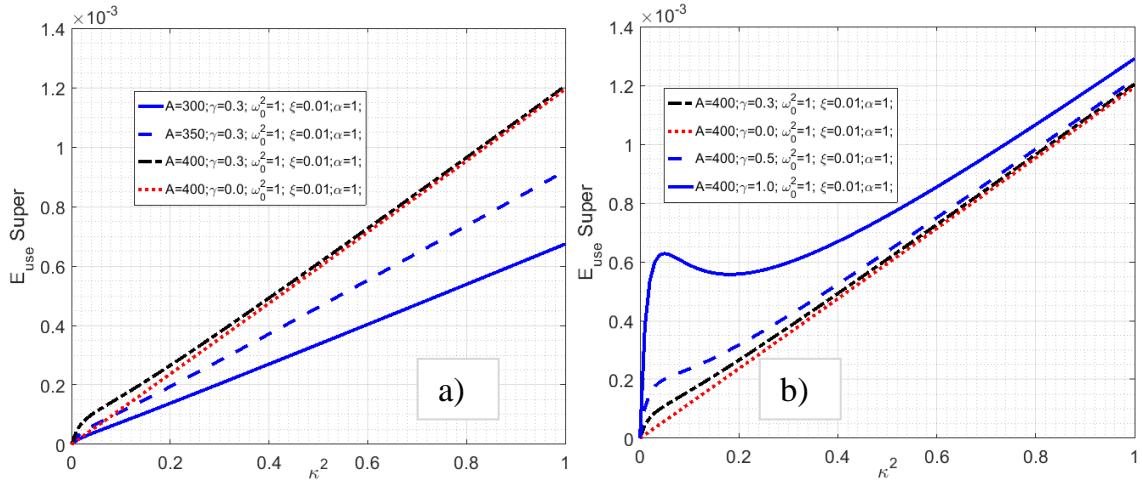 ×10⁻³
1.4
1.2
1
0.8
0.6
0.4
0.2
0
E_use Super
A=300;γ=0.3; ω₀²=1; ξ=0.01;α=1;
A=350;γ=0.3; ω₀²=1; ξ=0.01;α=1;
A=400;γ=0.3; ω₀²=1; ξ=0.01;α=1;
A=400;γ=0.0; ω₀²=1; ξ=0.01;α=1;
a)
0 0.2 0.4 0.6 0.8 1
κ²
×10⁻³
1.4
1.2
1
0.8
0.6
0.4
0.2
0
E_use Super
A=400;γ=0.3; ω₀²=1; ξ=0.01;α=1;
A=400;γ=0.0; ω₀²=1; ξ=0.01;α=1;
A=400;γ=0.5; ω₀²=1; ξ=0.01;α=1;
A=400;γ=1.0; ω₀²=1; ξ=0.01;α=1;
b)
0 0.2 0.4 0.6 0.8 1
κ²